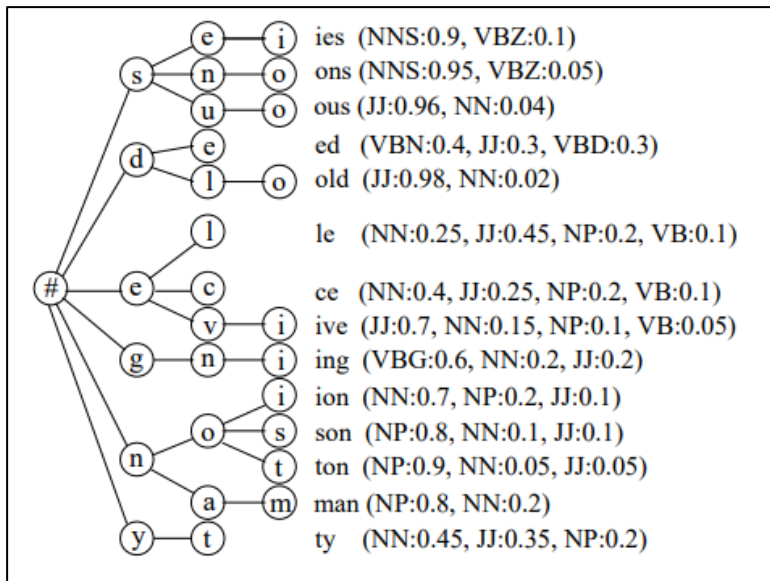 e i ies (NNS:0.9, VBZ:0.1)
s n o ons (NNS:0.95, VBZ:0.05)
u o ous (JJ:0.96, NN:0.04)
d e ed (VBN:0.4, JJ:0.3, VBD:0.3)
l o old (JJ:0.98, NN:0.02)
l le (NN:0.25, JJ:0.45, NP:0.2, VB:0.1)
# e c ce (NN:0.4, JJ:0.25, NP:0.2, VB:0.1)
v i ive (JJ:0.7, NN:0.15, NP:0.1, VB:0.05)
g n i ing (VBG:0.6, NN:0.2, JJ:0.2)
i ion (NN:0.7, NP:0.2, JJ:0.1)
o s son (NP:0.8, NN:0.1, JJ:0.1)
n t ton (NP:0.9, NN:0.05, JJ:0.05)
a m man (NP:0.8, NN:0.2)
y t ty (NN:0.45, JJ:0.35, NP:0.2)